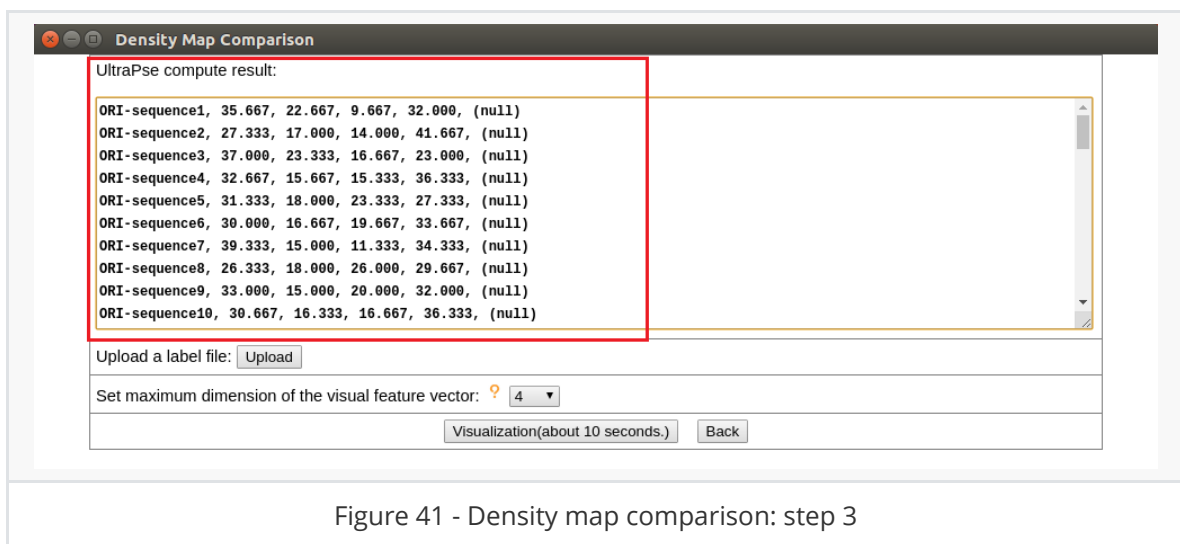 Density Map Comparison
UltraPse compute result:
ORI-sequence1, 35.667, 22.667, 9.667, 32.000, (null)
ORI-sequence2, 27.333, 17.000, 14.000, 41.667, (null)
ORI-sequence3, 37.000, 23.333, 16.667, 23.000, (null)
ORI-sequence4, 32.667, 15.667, 15.333, 36.333, (null)
ORI-sequence5, 31.333, 18.000, 23.333, 27.333, (null)
ORI-sequence6, 30.000, 16.667, 19.667, 33.667, (null)
ORI-sequence7, 39.333, 15.000, 11.333, 34.333, (null)
ORI-sequence8, 26.333, 18.000, 26.000, 29.667, (null)
ORI-sequence9, 33.000, 15.000, 20.000, 32.000, (null)
ORI-sequence10, 30.667, 16.333, 16.667, 36.333, (null)
Upload a label file: Upload
Set maximum dimension of the visual feature vector: ? 4
Visualization(about 10 seconds.) Back
Figure 41 - Density map comparison: step 3